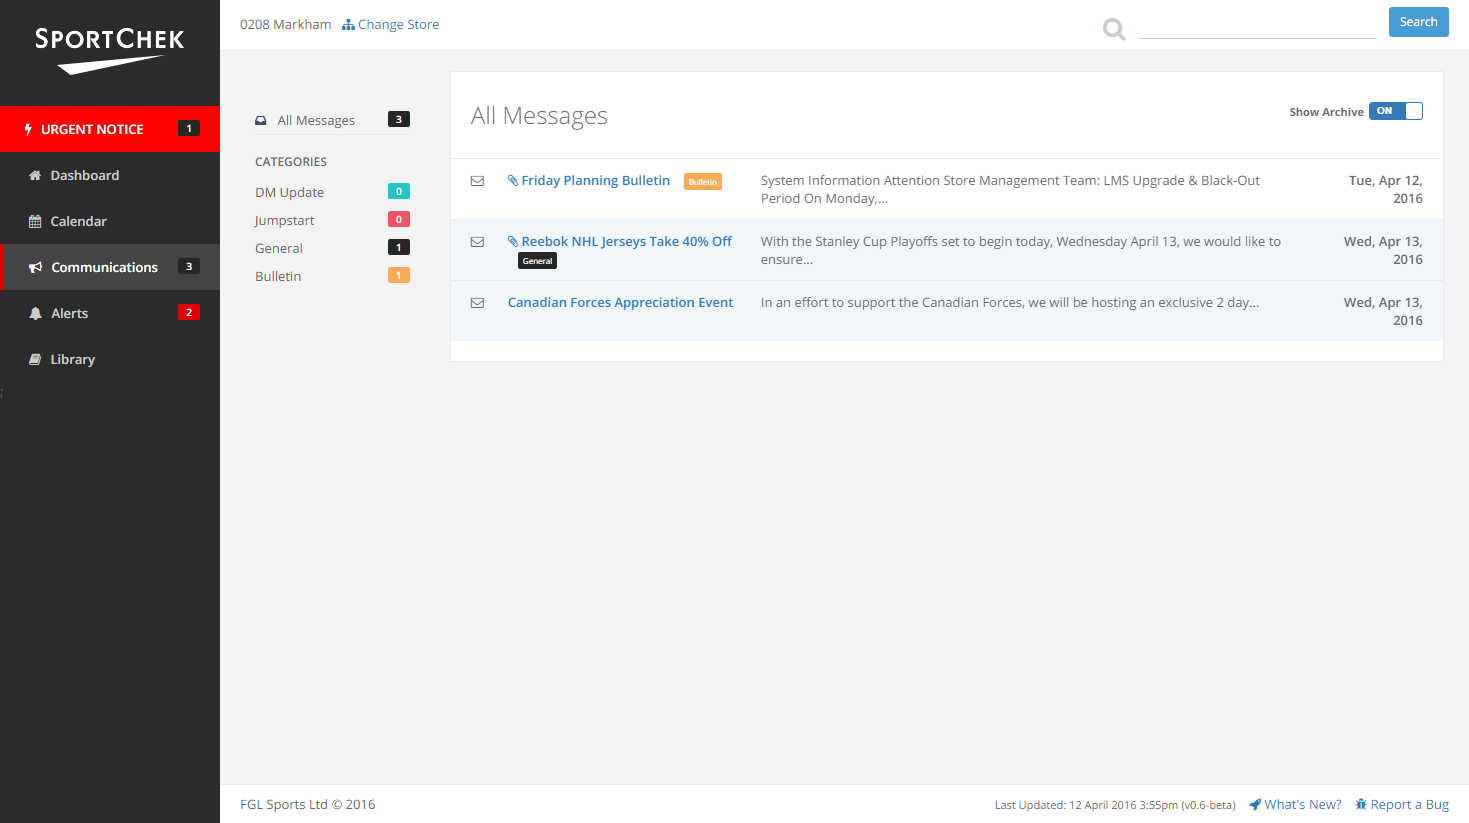 SPORTCHEK
URGENT NOTICE 1
Dashboard
Calendar
Communications 3
Alerts 2
Library
;
0208 Markham Change Store
Search
All Messages 3
CATEGORIES
DM Update 0
Jumpstart 0
General 1
Bulletin 1
All Messages
Show Archive ON
Friday Planning Bulletin Bulletin
System Information Attention Store Management Team: LMS Upgrade & Black-Out
Period On Monday,...
Tue, Apr 12,
2016
Reebok NHL Jerseys Take 40% Off
General
With the Stanley Cup Playoffs set to begin today, Wednesday April 13, we would like to
ensure...
Wed, Apr 13,
2016
Canadian Forces Appreciation Event
In an effort to support the Canadian Forces, we will be hosting an exclusive 2 day...
Wed, Apr 13,
2016
FGL Sports Ltd © 2016
Last Updated: 12 April 2016 3:55pm (v0.6-beta) What's New? Report a Bug